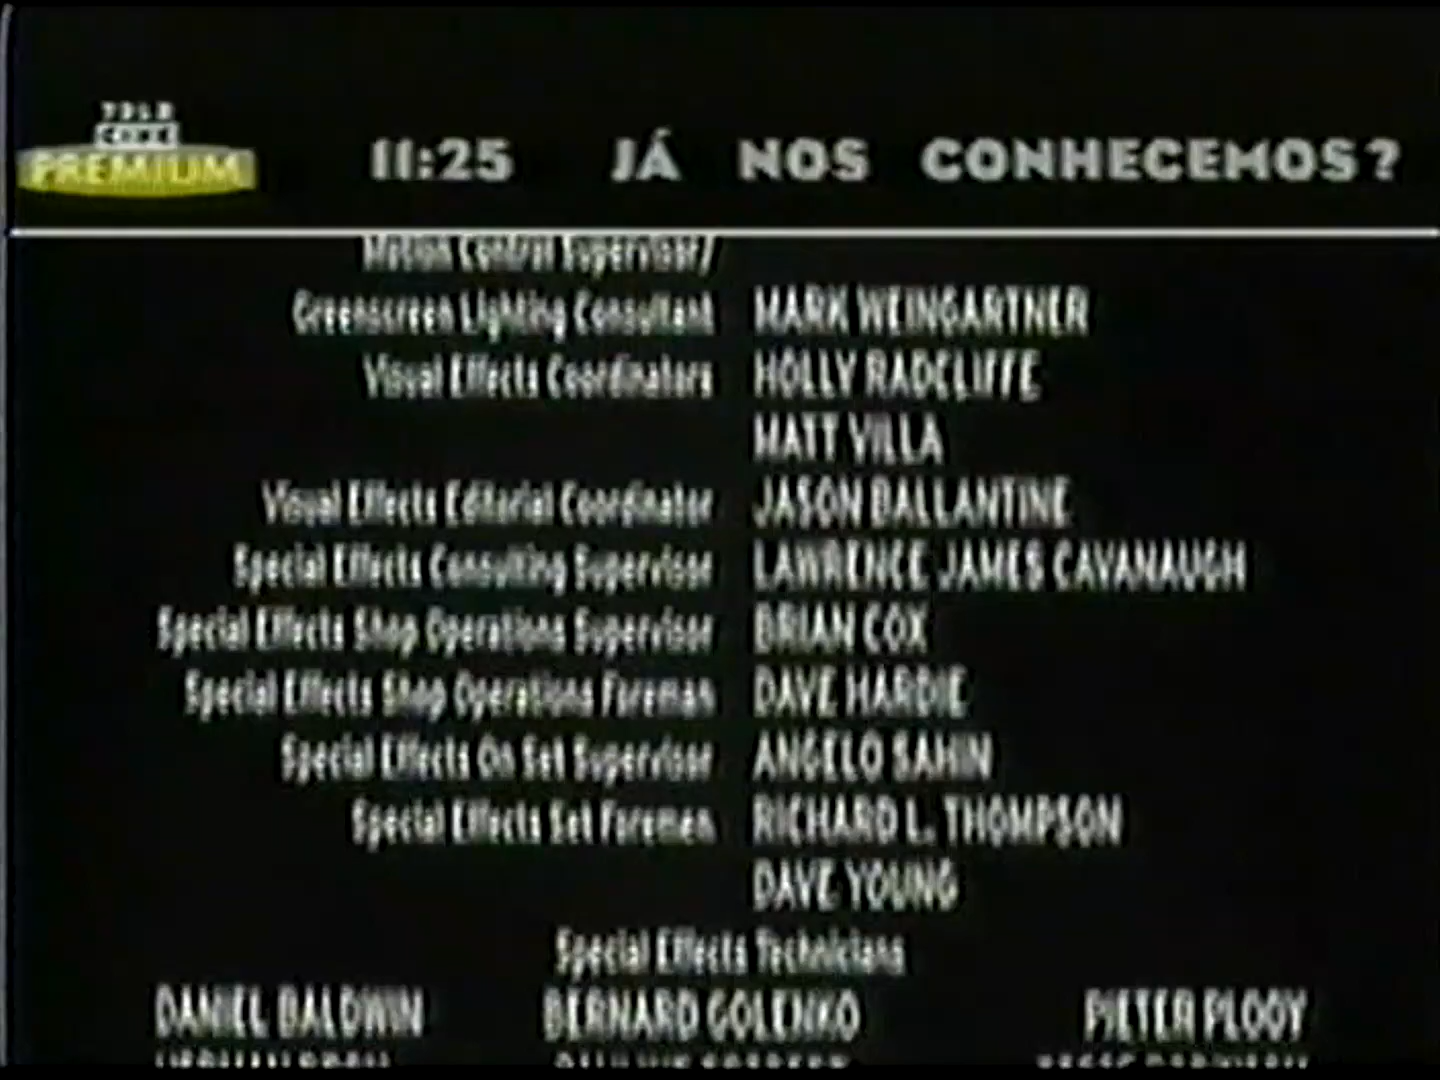 TELE
CINE
PREMIUM
11:25 JÁ NOS CONHECEMOS?
Motion Control Supervisor/
Greenscreen Lighting Consultant MARK WEINGARTNER
Visual Effects Coordinators HOLLY RADCLIFFE
MATT VILLA
Visual Effects Editorial Coordinator JASON BALLANTINE
Special Effects Consulting Supervisor LAWRENCE JAMES CAVANAUGH
Special Effects Shop Operations Supervisor BRIAN COX
Special Effects Shop Operations Foreman DAVE HARDIE
Special Effects On Set Supervisor ANGELO SAHIN
Special Effects Set Foremen RICHARD L. THOMPSON
DAVE YOUNG
Special Effects Technicians
DANIEL BALDWIN BERNARD GOLENKO PIETER PLOOY